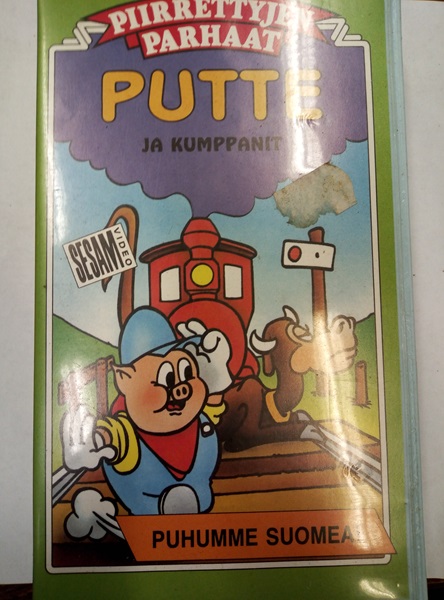 PIIRRETTYJEN
PARHAAT
PUTTE
JA KUMPPANIT
SESAM
VIDEO
PUHUMME SUOMEA